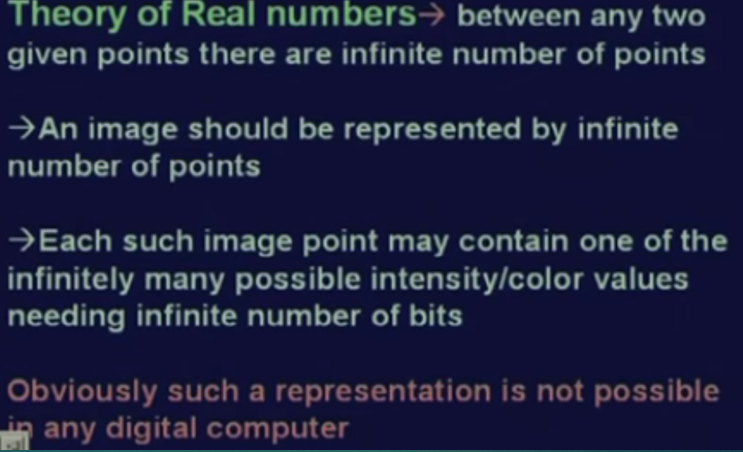 Theory of Real numbers→ between any two
given points there are infinite number of points
→An image should be represented by infinite
number of points
→Each such image point may contain one of the
infinitely many possible intensity/color values
needing infinite number of bits
Obviously such a representation is not possible
in any digital computer